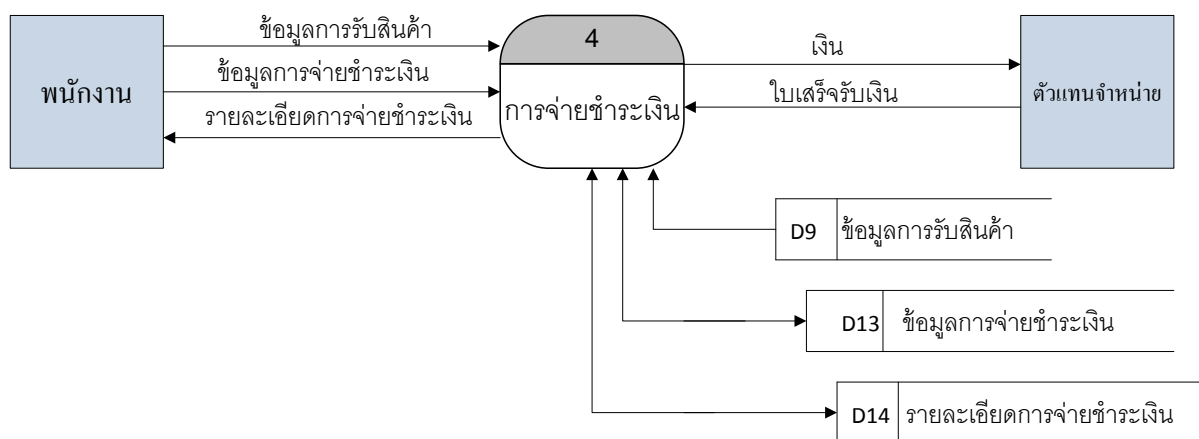 ข้อมูลการรับสินค้า
ข้อมูลการจ่ายชำระเงิน
รายละเอียดการจ่ายชำระเงิน
พนักงาน
4
การจ่ายชำระเงิน
เงิน
ใบเสร็จรับเงิน
ตัวแทนจำหน่าย
D9 ข้อมูลการรับสินค้า
D13 ข้อมูลการจ่ายชำระเงิน
D14 รายละเอียดการจ่ายชำระเงิน